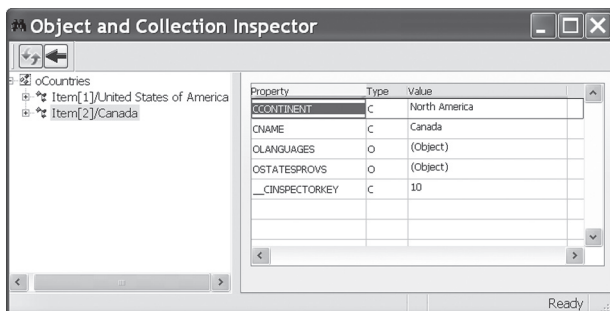 Object and Collection Inspector
oCountries
Item[1]/United States of America
Item[2]/Canada
Property Type Value
CCONTINENT C North America
CNAME C Canada
OLANGUAGES O (Object)
OSTATESPROVS O (Object)
__CINSPECTORKEY C 10
Ready